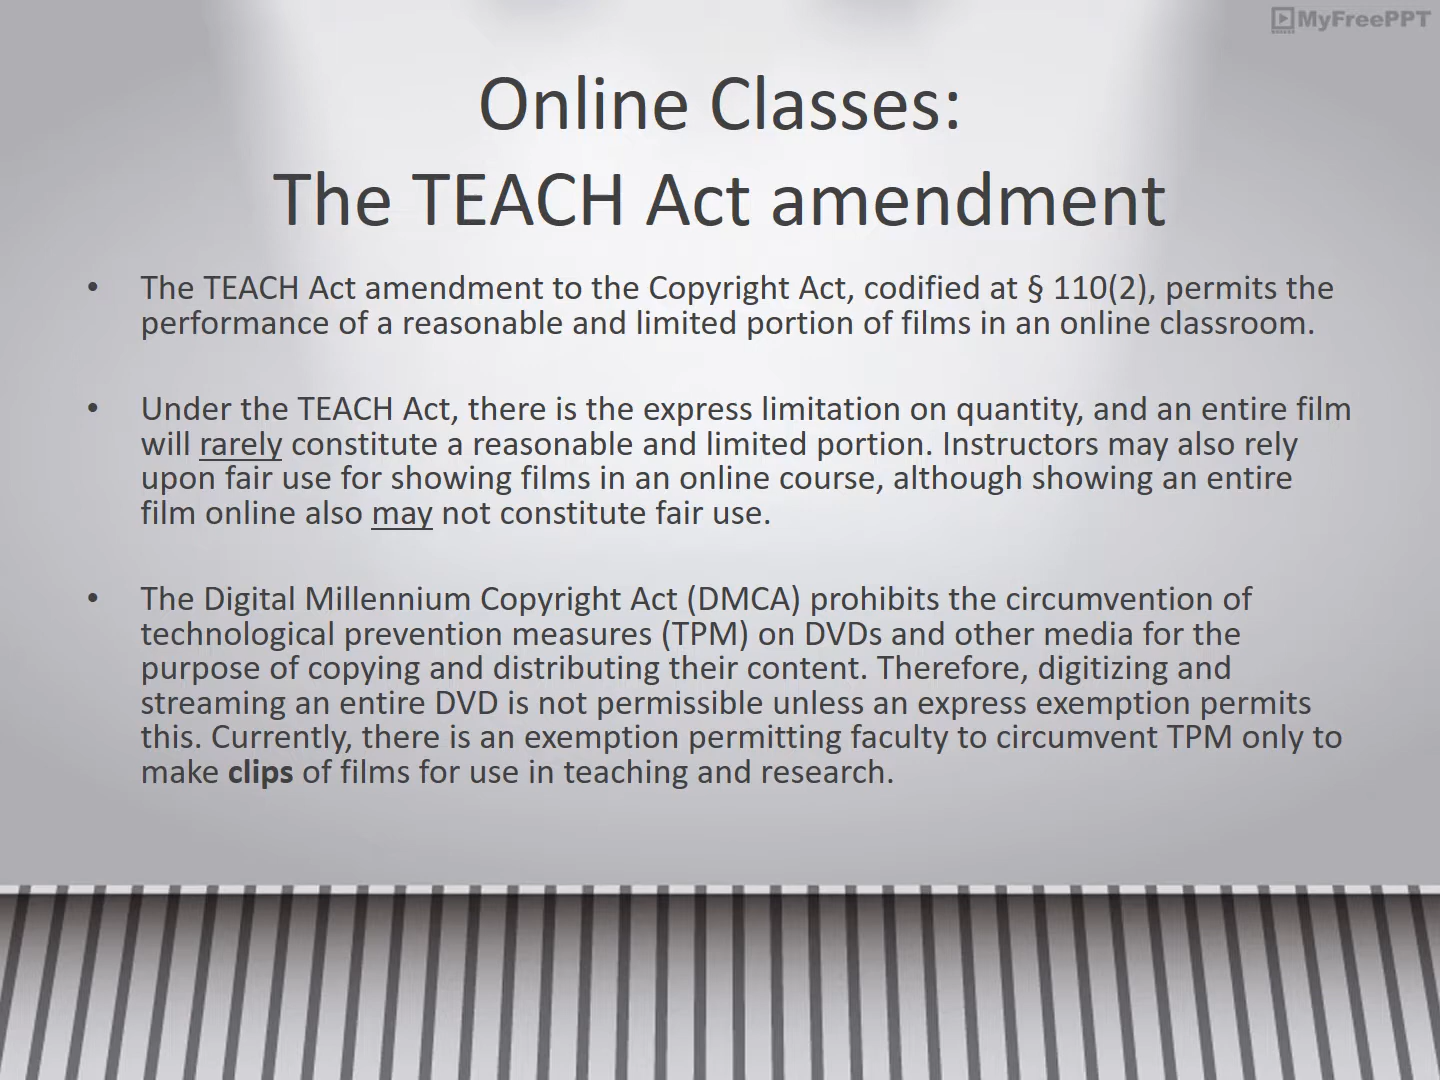 MyFreePPT
Online Classes:
The TEACH Act amendment
• The TEACH Act amendment to the Copyright Act, codified at § 110(2), permits the
performance of a reasonable and limited portion of films in an online classroom.
• Under the TEACH Act, there is the express limitation on quantity, and an entire film
will rarely constitute a reasonable and limited portion. Instructors may also rely
upon fair use for showing films in an online course, although showing an entire
film online also may not constitute fair use.
• The Digital Millennium Copyright Act (DMCA) prohibits the circumvention of
technological prevention measures (TPM) on DVDs and other media for the
purpose of copying and distributing their content. Therefore, digitizing and
streaming an entire DVD is not permissible unless an express exemption permits
this. Currently, there is an exemption permitting faculty to circumvent TPM only to
make clips of films for use in teaching and research.